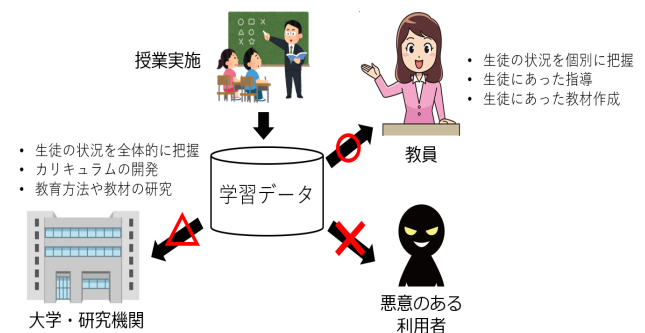 授業実施
• 生徒の状況を個別に把握
• 生徒にあった指導
• 生徒にあった教材作成
教員
• 生徒の状況を全体的に把握
• カリキュラムの開発
• 教育方法や教材の研究
学習データ
大学・研究機関
悪意のある
利用者